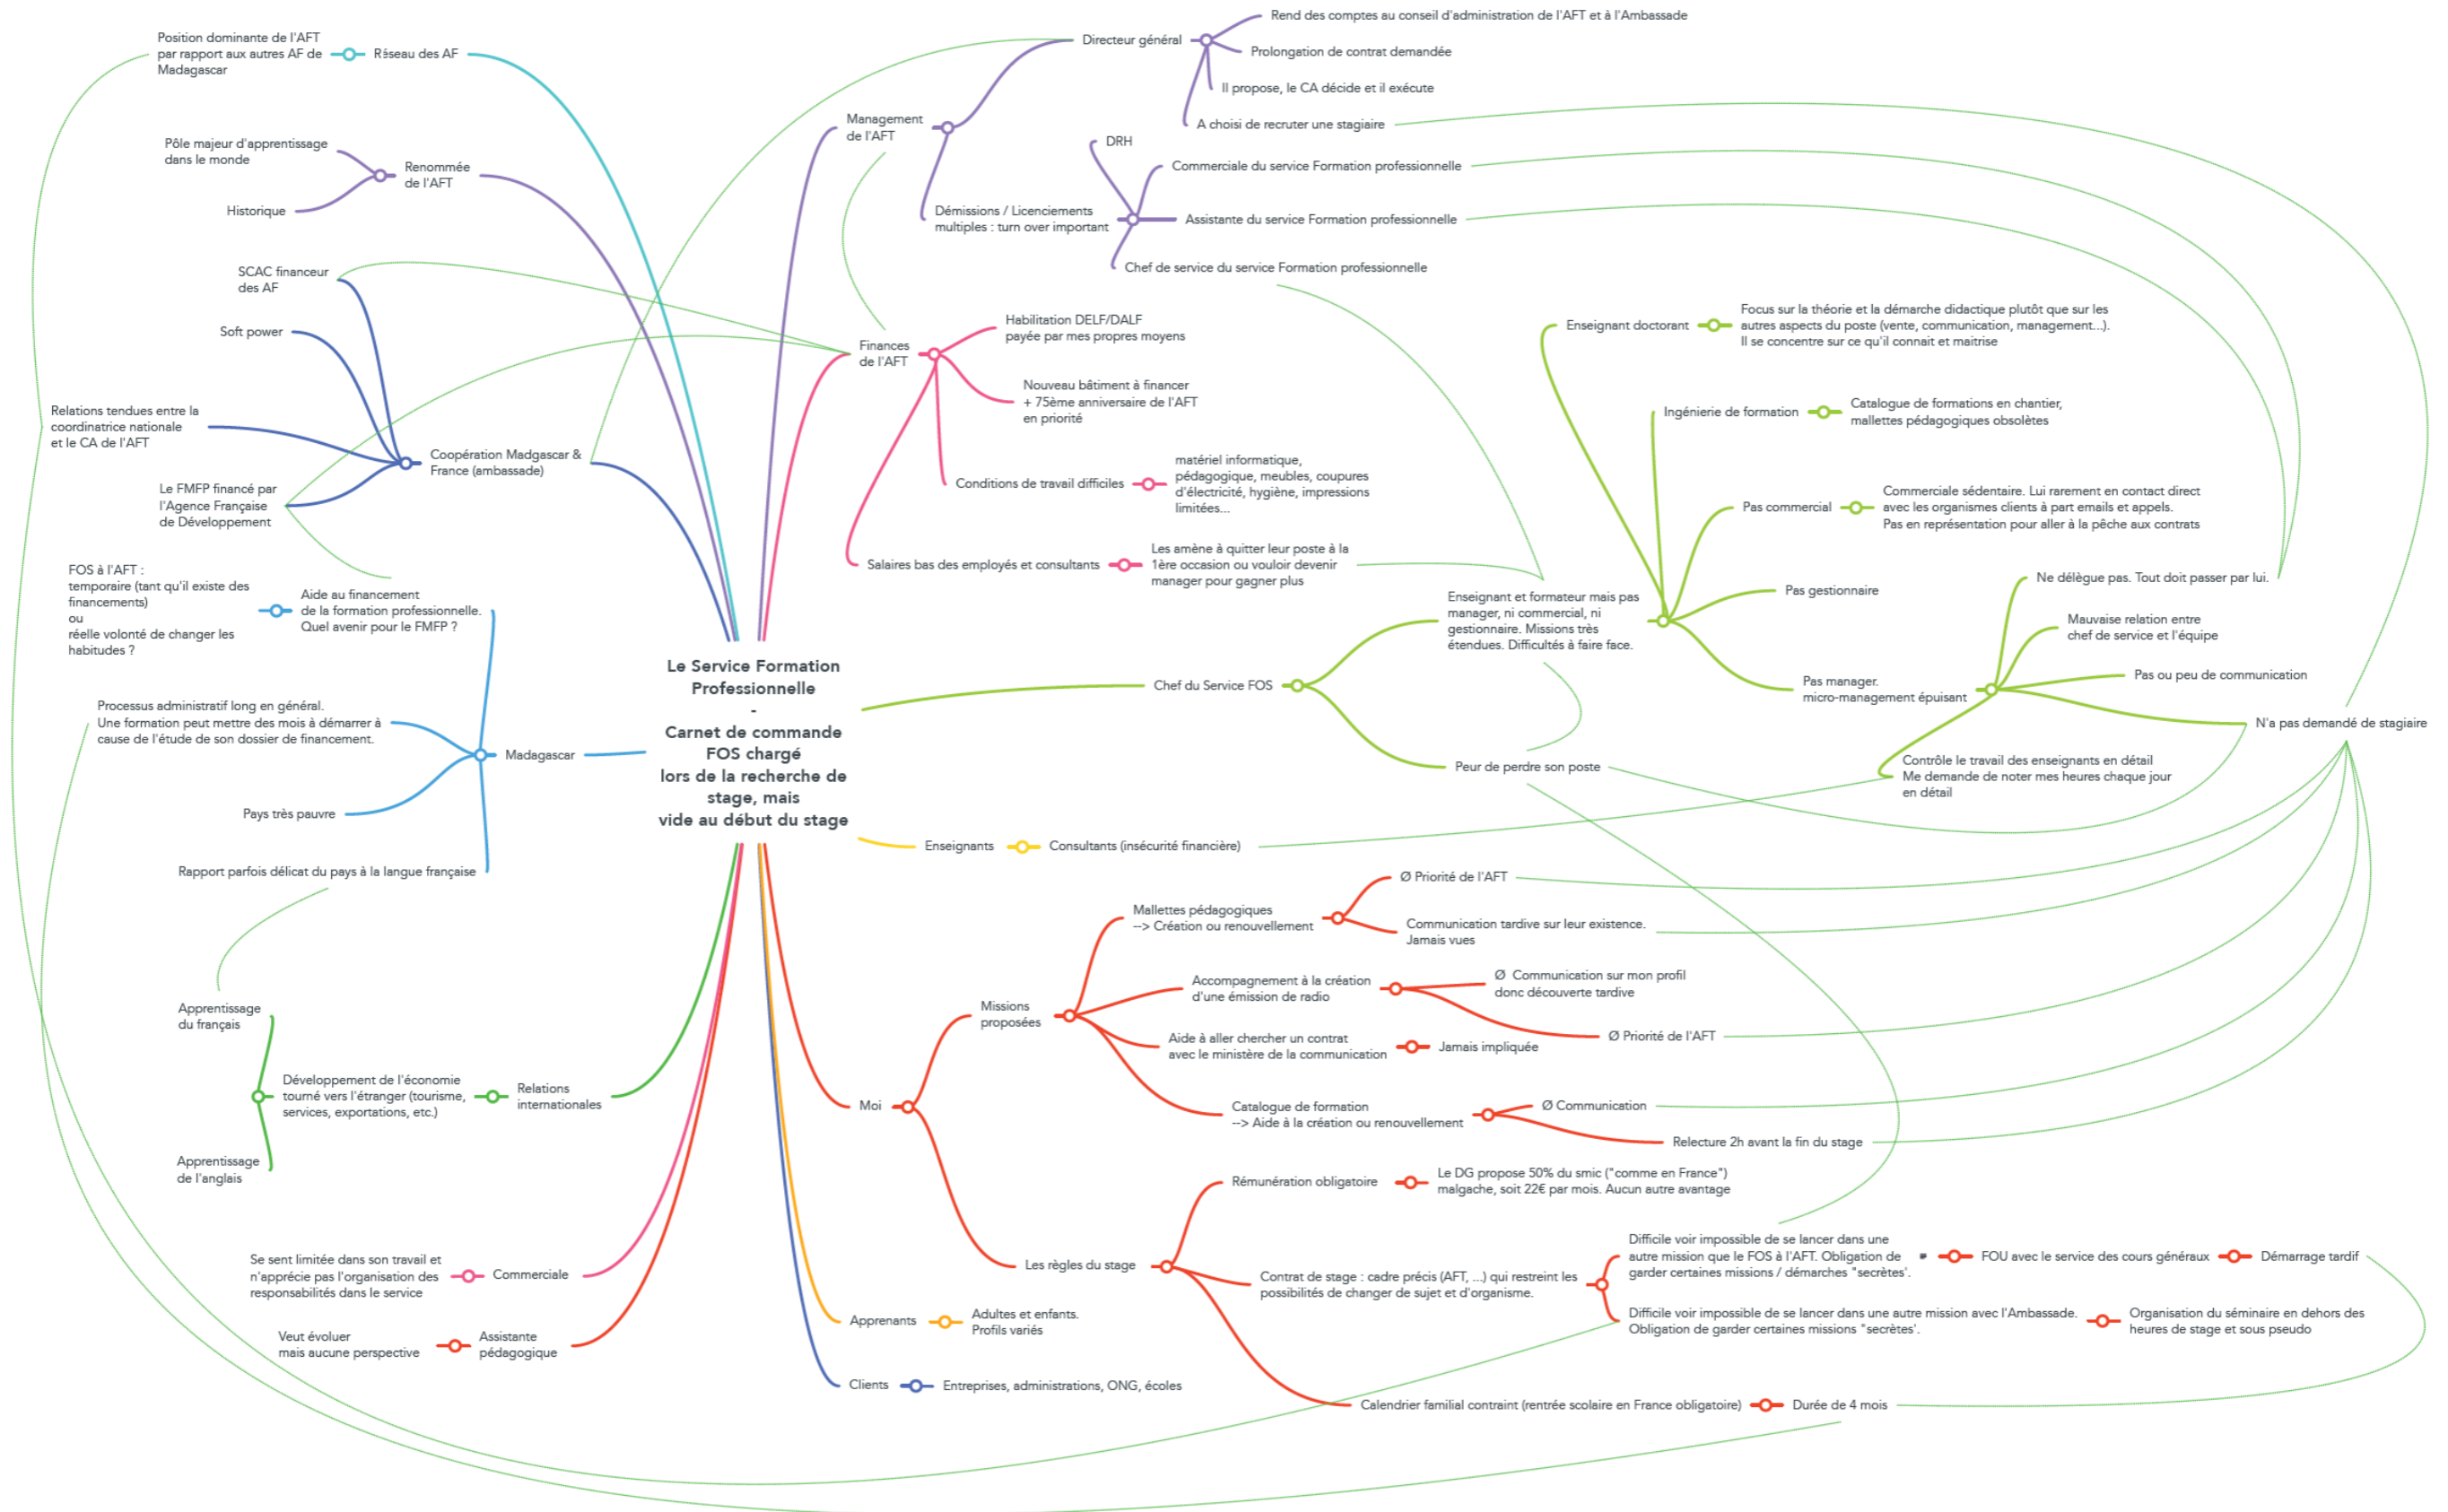 Le Service Formation
Professionnelle
-
Carnet de commande
FOS chargé
lors de la recherche de
stage, mais
vide au début du stage
Réseau des AF
Position dominante de l'AFT
par rapport aux autres AF de
Madagascar
Renommée
de l'AFT
Pôle majeur d'apprentissage
dans le monde
Historique
Coopération Madgascar &
France (ambassade)
SCAC financeur
des AF
Soft power
Relations tendues entre la
coordinatrice nationale
et le CA de l'AFT
Le FMFP financé par
l'Agence Française
de Développement
Madagascar
Aide au financement
de la formation professionnelle.
Quel avenir pour le FMFP ?
FOS à l'AFT :
temporaire (tant qu'il existe des
financements)
ou
réelle volonté de changer les
habitudes ?
Processus administratif long en général.
Une formation peut mettre des mois à démarrer à
cause de l'étude de son dossier de financement.
Pays très pauvre
Rapport parfois délicat du pays à la langue française
Relations
internationales
Développement de l'économie
tourné vers l'étranger (tourisme,
services, exportations, etc.)
Apprentissage
du français
Apprentissage
de l'anglais
Commerciale
Se sent limitée dans son travail et
n'apprécie pas l'organisation des
responsabilités dans le service
Assistante
pédagogique
Veut évoluer
mais aucune perspective
Management
de l'AFT
Directeur général
Rend des comptes au conseil d'administration de l'AFT et à l'Ambassade
Prolongation de contrat demandée
Il propose, le CA décide et il exécute
A choisi de recruter une stagiaire
Démissions / Licenciements
multiples : turn over important
DRH
Commerciale du service Formation professionnelle
Assistante du service Formation professionnelle
Chef de service du service Formation professionnelle
Finances
de l'AFT
Habilitation DELF/DALF
payée par mes propres moyens
Nouveau bâtiment à financer
+ 75ème anniversaire de l'AFT
en priorité
Conditions de travail difficiles
matériel informatique,
pédagogique, meubles, coupures
d'électricité, hygiène, impressions
limitées...
Salaires bas des employés et consultants
Les amène à quitter leur poste à la
1ère occasion ou vouloir devenir
manager pour gagner plus
Chef du Service FOS
Enseignant et formateur mais pas
manager, ni commercial, ni
gestionnaire. Missions très
étendues. Difficultés à faire face.
Enseignant doctorant
Focus sur la théorie et la démarche didactique plutôt que sur les
autres aspects du poste (vente, communication, management...).
Il se concentre sur ce qu'il connait et maitrise
Ingénierie de formation
Catalogue de formations en chantier,
mallettes pédagogiques obsolètes
Pas commercial
Commerciale sédentaire. Lui rarement en contact direct
avec les organismes clients à part emails et appels.
Pas en représentation pour aller à la pêche aux contrats
Pas gestionnaire
Pas manager.
micro-management épuisant
Ne délègue pas. Tout doit passer par lui.
Mauvaise relation entre
chef de service et l'équipe
Pas ou peu de communication
N'a pas demandé de stagiaire
Contrôle le travail des enseignants en détail
Me demande de noter mes heures chaque jour
en détail
Peur de perdre son poste
Enseignants
Consultants (insécurité financière)
Moi
Missions
proposées
Mallettes pédagogiques
--> Création ou renouvellement
Ø Priorité de l'AFT
Communication tardive sur leur existence.
Jamais vues
Accompagnement à la création
d'une émission de radio
Ø Communication sur mon profil
donc découverte tardive
Ø Priorité de l'AFT
Aide à aller chercher un contrat
avec le ministère de la communication
Jamais impliquée
Catalogue de formation
--> Aide à la création ou renouvellement
Ø Communication
Relecture 2h avant la fin du stage
Les règles du stage
Rémunération obligatoire
Le DG propose 50% du smic ("comme en France")
malgache, soit 22€ par mois. Aucun autre avantage
Contrat de stage : cadre précis (AFT, ...) qui restreint les
possibilités de changer de sujet et d'organisme.
Difficile voir impossible de se lancer dans une
autre mission que le FOS à l'AFT. Obligation de
garder certaines missions / démarches "secrètes'.
FOU avec le service des cours généraux
Démarrage tardif
Difficile voir impossible de se lancer dans une autre mission avec l'Ambassade.
Obligation de garder certaines missions "secrètes'.
Organisation du séminaire en dehors des
heures de stage et sous pseudo
Calendrier familial contraint (rentrée scolaire en France obligatoire)
Durée de 4 mois
Apprenants
Adultes et enfants.
Profils variés
Clients
Entreprises, administrations, ONG, écoles